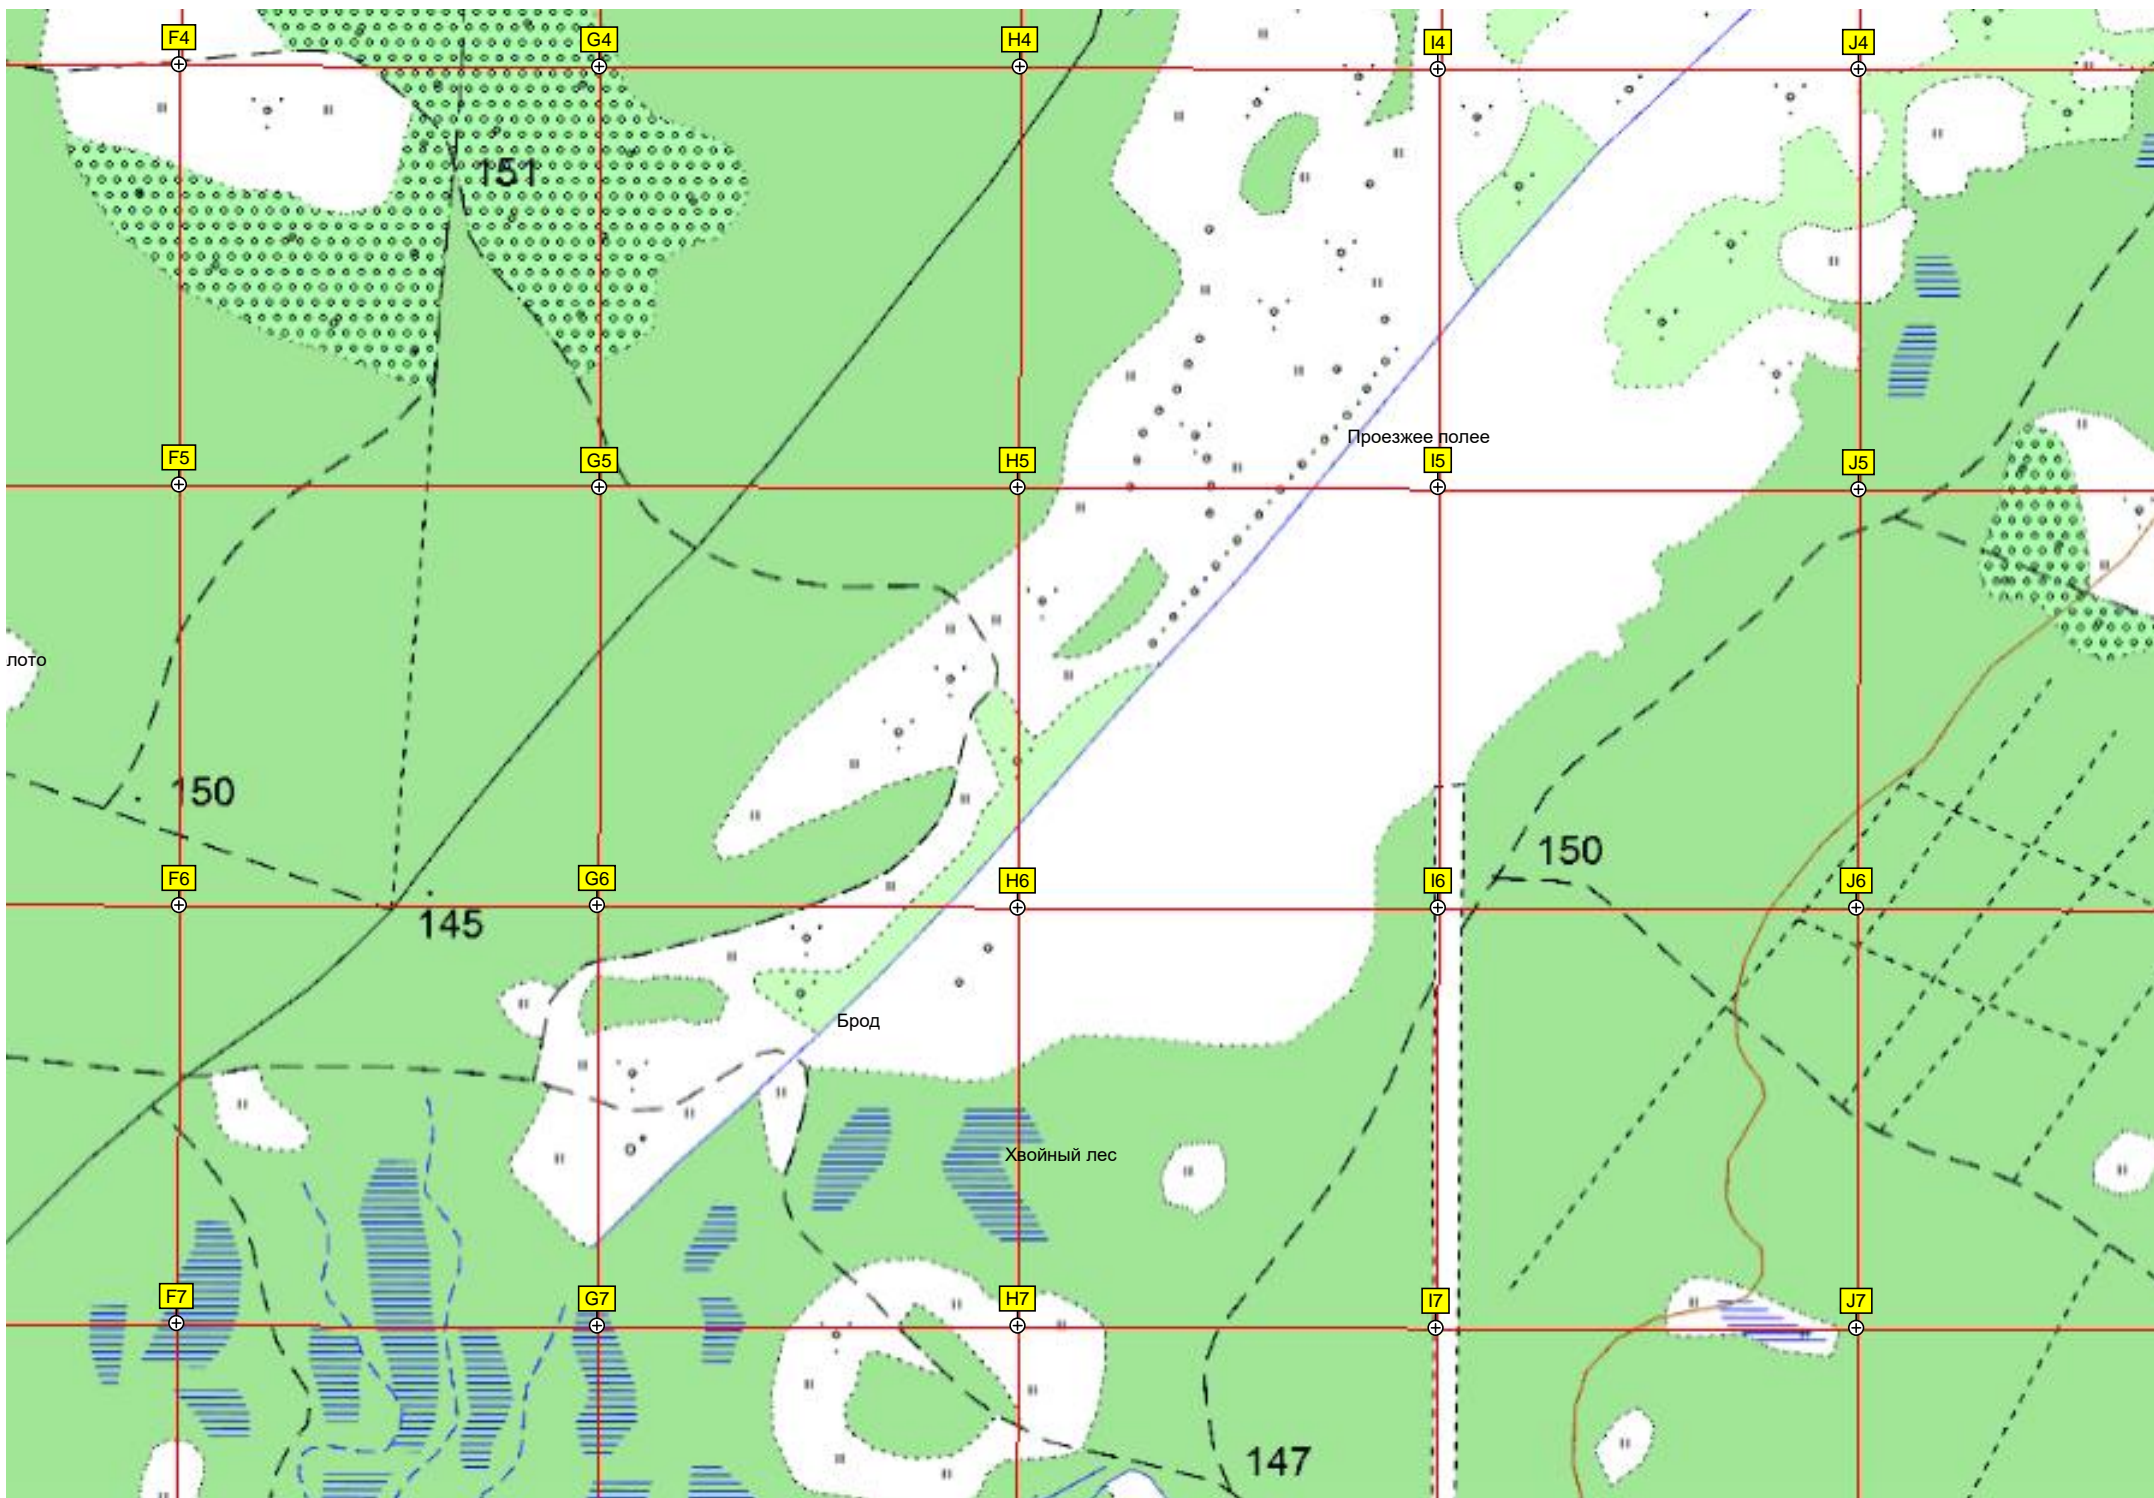 F4
G4
H4
I4
J4
151
Проезжее полее
F5
G5
H5
I5
J5
лото
150
150
F6
G6
H6
I6
J6
145
Брод
Хвойный лес
F7
G7
H7
I7
J7
147